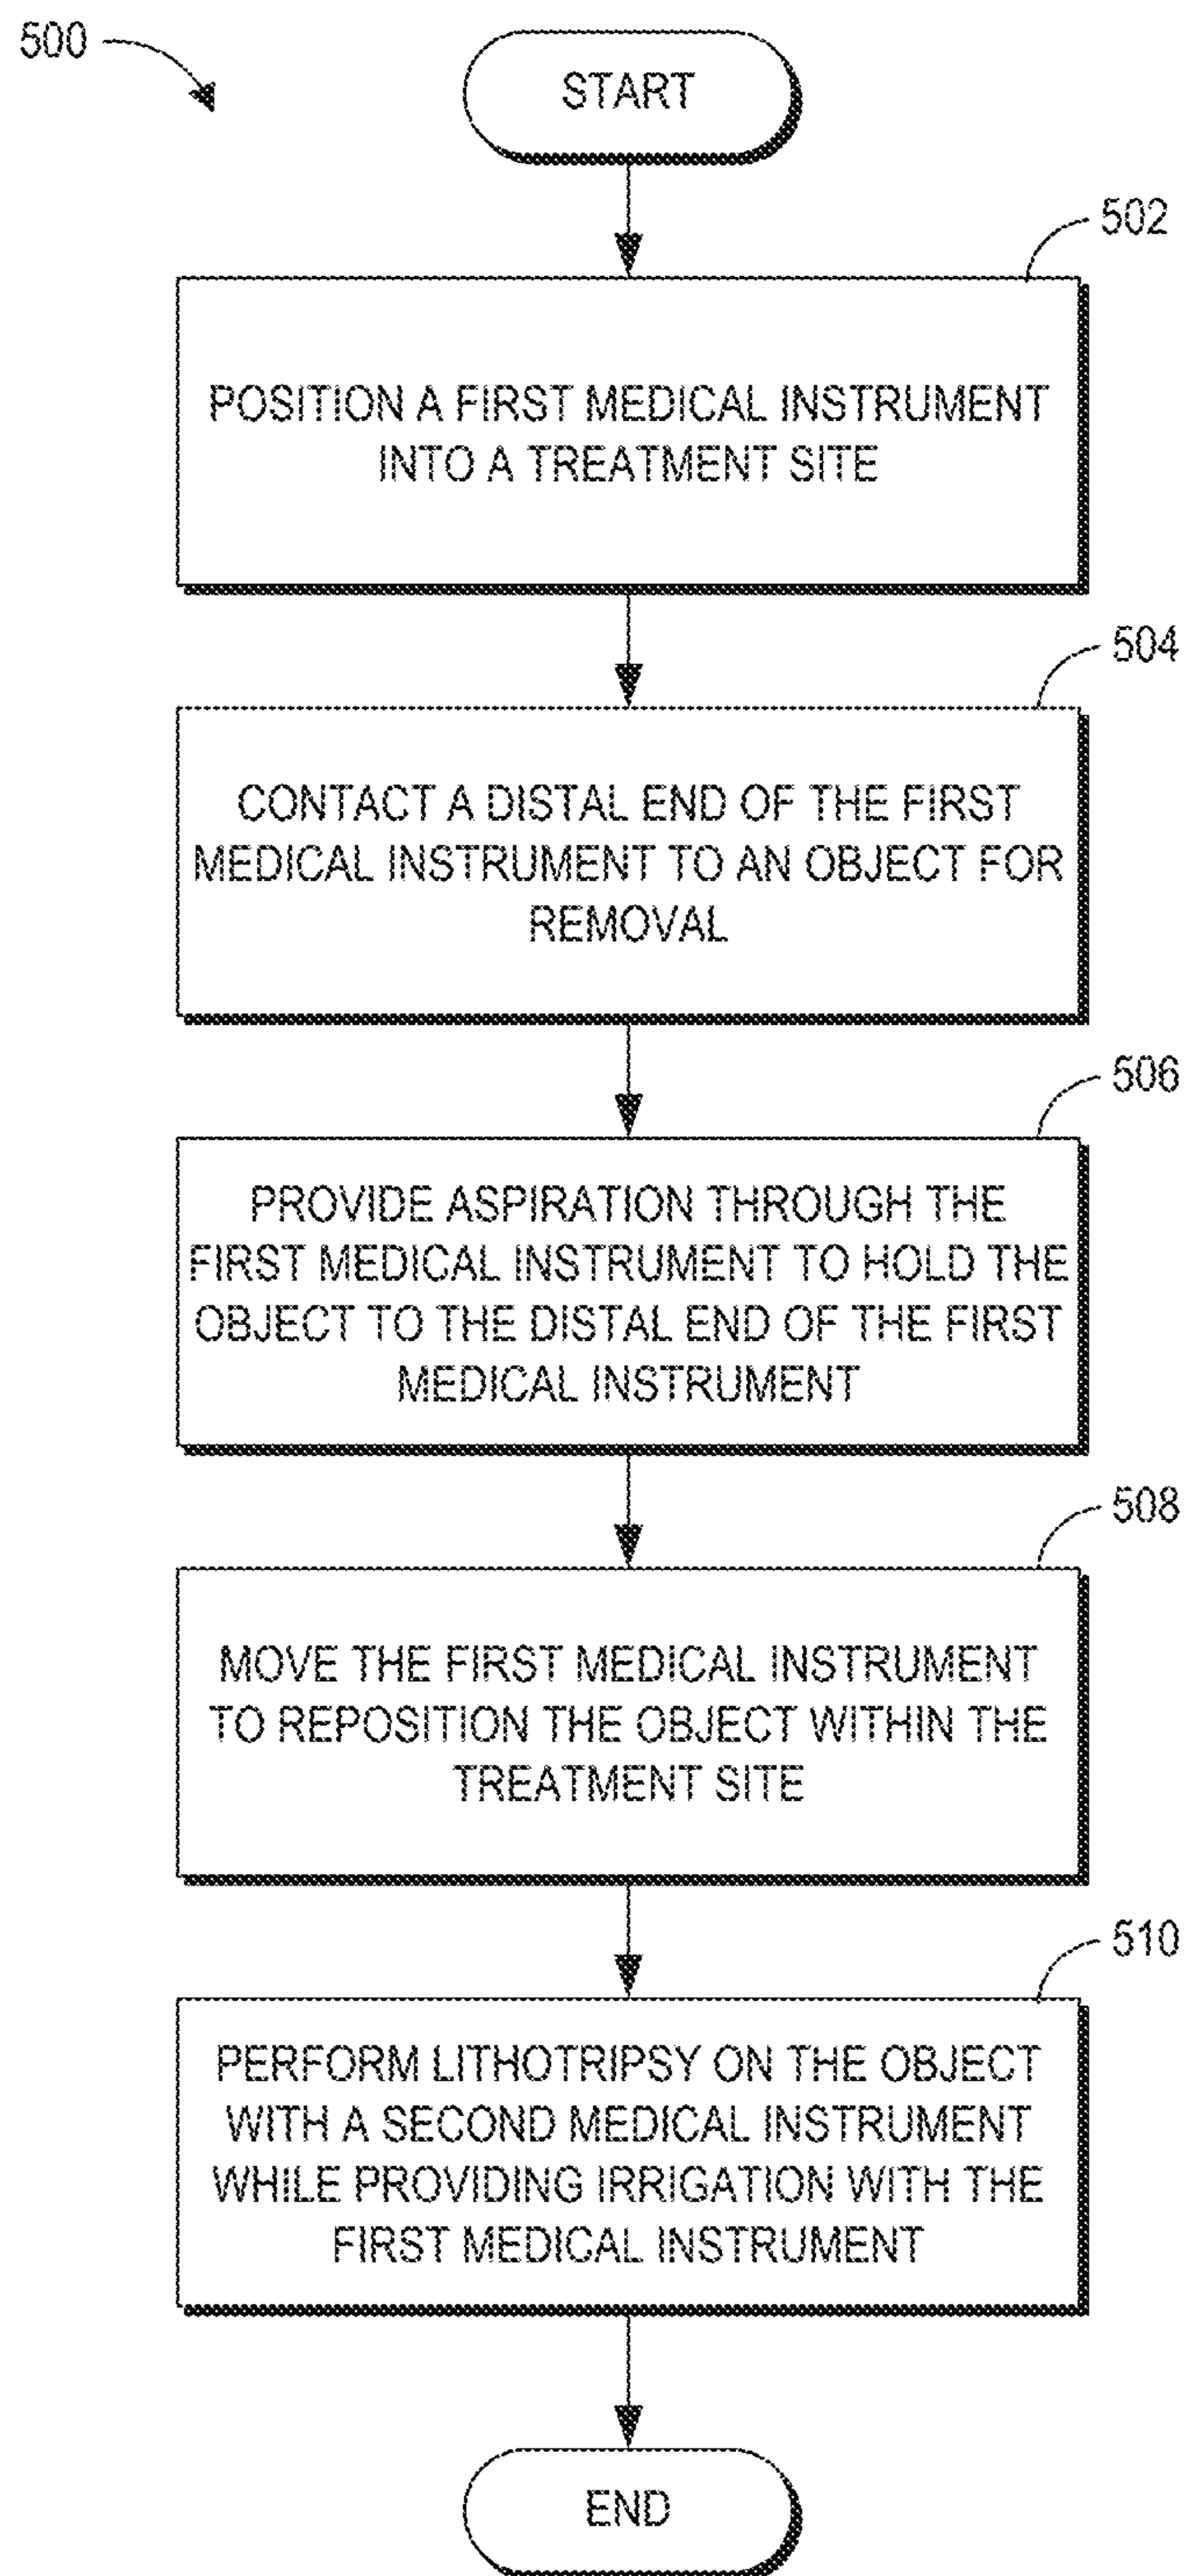 500
START
502
POSITION A FIRST MEDICAL INSTRUMENT
INTO A TREATMENT SITE
504
CONTACT A DISTAL END OF THE FIRST
MEDICAL INSTRUMENT TO AN OBJECT FOR
REMOVAL
506
PROVIDE ASPIRATION THROUGH THE
FIRST MEDICAL INSTRUMENT TO HOLD THE
OBJECT TO THE DISTAL END OF THE FIRST
MEDICAL INSTRUMENT
508
MOVE THE FIRST MEDICAL INSTRUMENT
TO REPOSITION THE OBJECT WITHIN THE
TREATMENT SITE
510
PERFORM LITHOTRIPSY ON THE OBJECT
WITH A SECOND MEDICAL INSTRUMENT
WHILE PROVIDING IRRIGATION WITH THE
FIRST MEDICAL INSTRUMENT
END